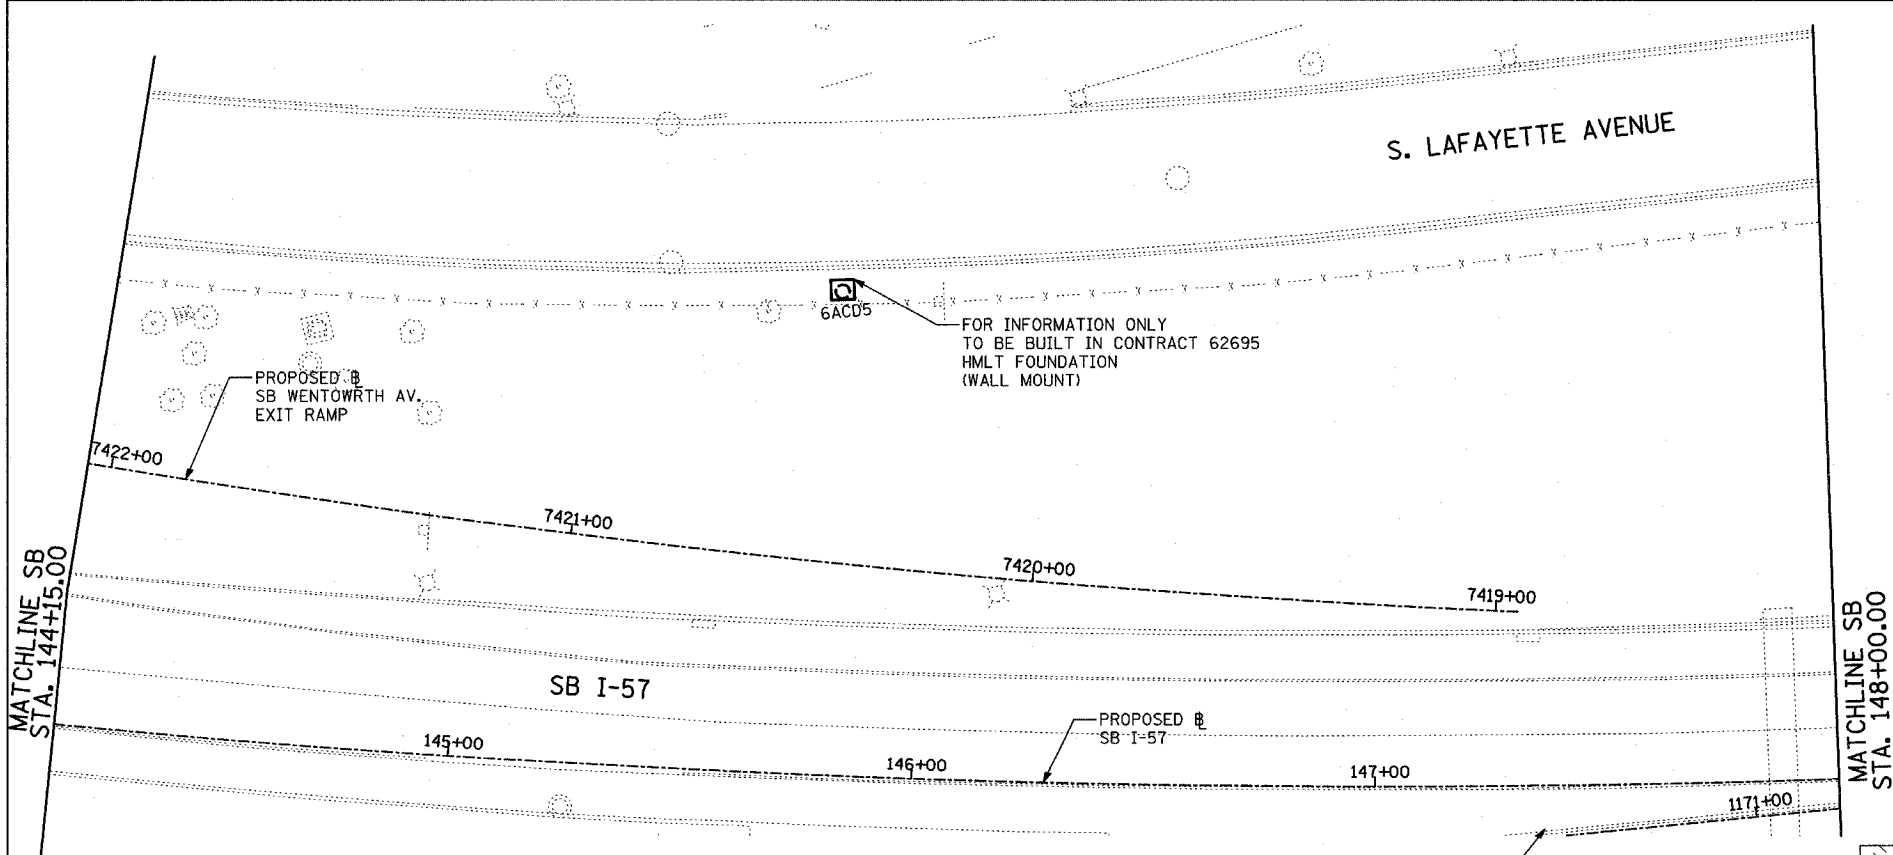 S. LAFAYETTE AVENUE
6ACD5
FOR INFORMATION ONLY
TO BE BUILT IN CONTRACT 62695
HMLT FOUNDATION
(WALL MOUNT)
PROPOSED ℄
SB WENTOWRTH AV.
EXIT RAMP
7422+00
7421+00
7420+00
7419+00
MATCHLINE SB
STA. 144+15.00
SB I-57
PROPOSED ℄
SB I-57
145+00
146+00
147+00
1171+00
MATCHLINE SB
STA. 148+00.00